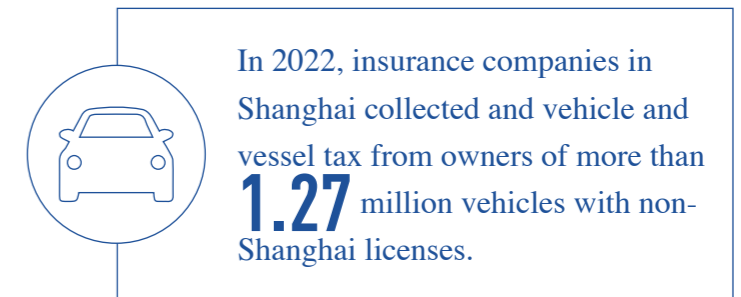 In 2022, insurance companies in
Shanghai collected and vehicle and
vessel tax from owners of more than
1.27 million vehicles with non-
Shanghai licenses.